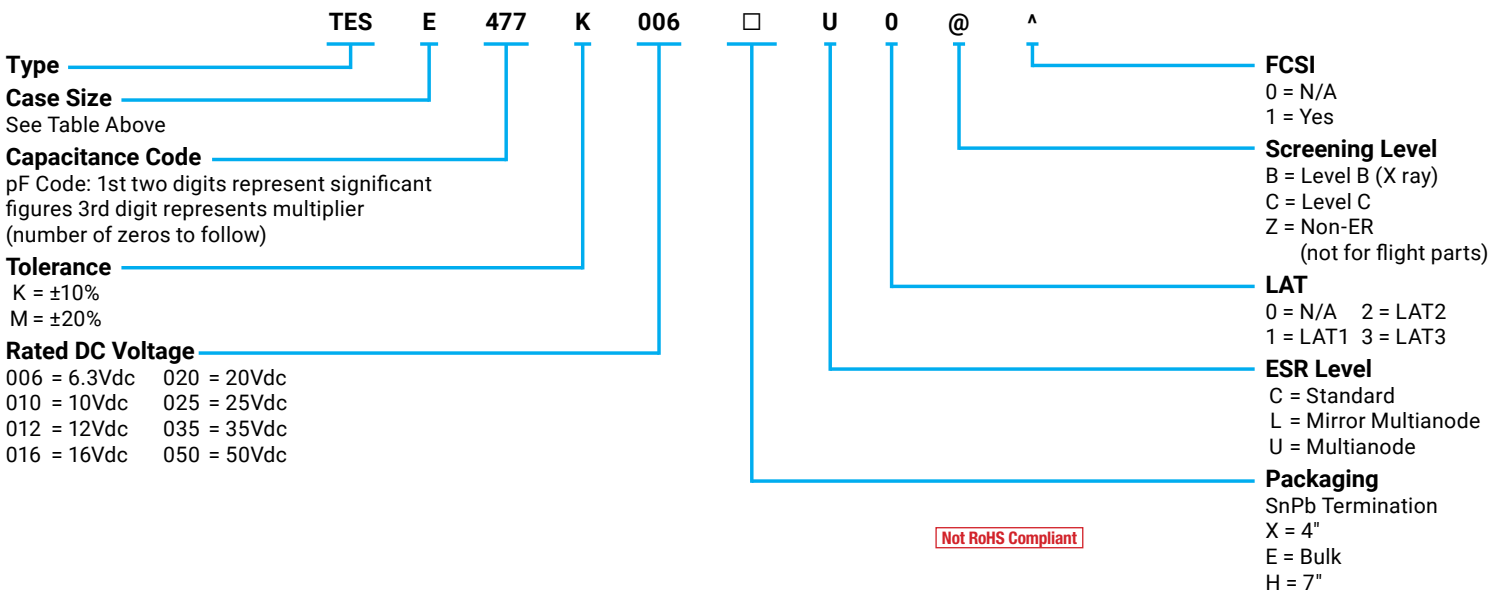 TES E 477 K 006 □ U 0 @ ^
Type
Case Size
See Table Above
Capacitance Code
pF Code: 1st two digits represent significant
figures 3rd digit represents multiplier
(number of zeros to follow)
Tolerance
K = ±10%
M = ±20%
Rated DC Voltage
006 = 6.3Vdc 020 = 20Vdc
010 = 10Vdc 025 = 25Vdc
012 = 12Vdc 035 = 35Vdc
016 = 16Vdc 050 = 50Vdc
FCSI
0 = N/A
1 = Yes
Screening Level
B = Level B (X ray)
C = Level C
Z = Non-ER
(not for flight parts)
LAT
0 = N/A 2 = LAT2
1 = LAT1 3 = LAT3
ESR Level
C = Standard
L = Mirror Multianode
U = Multianode
Packaging
SnPb Termination
X = 4"
E = Bulk
H = 7"
Not RoHS Compliant